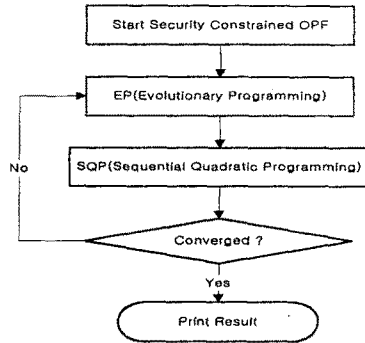 Start Security Constrained OPF
EP(Evolutionary Programming)
No
SQP(Sequential Quadratic Programming)
Converged ?
Yes
Print Result